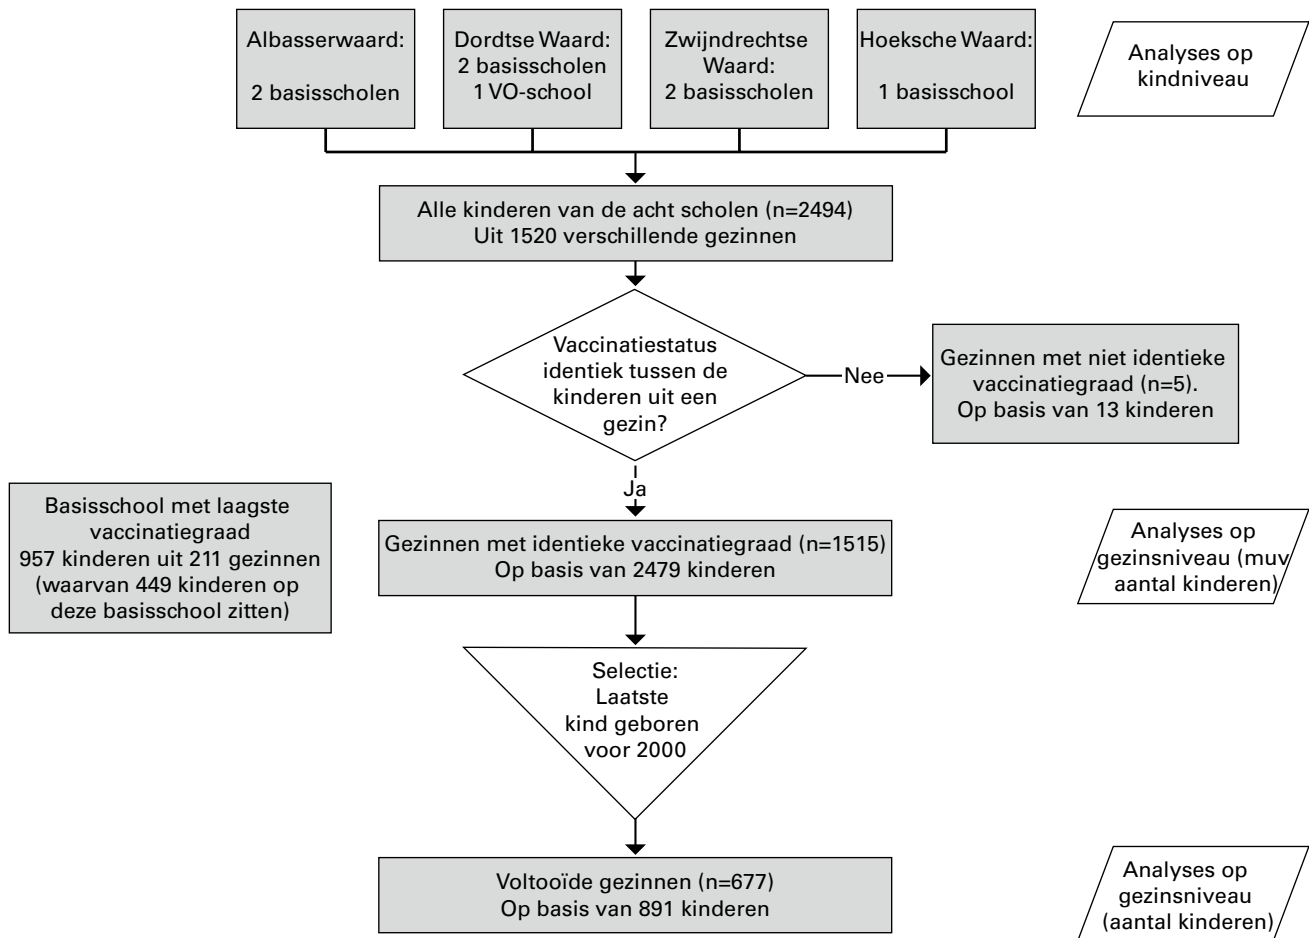 Albasserwaard:
2 basisscholen
Dordtse Waard:
2 basisscholen
1 VO-school
Zwijndrechtse
Waard:
2 basisscholen
Hoeksche Waard:
1 basisschool
Analyses op
kindniveau
Alle kinderen van de acht scholen (n=2494)
Uit 1520 verschillende gezinnen
Vaccinatiestatus
identiek tussen de
kinderen uit een
gezin?
Nee
Gezinnen met niet identieke
vaccinatiegraad (n=5).
Op basis van 13 kinderen
Ja
Basisschool met laagste
vaccinatiegraad
957 kinderen uit 211 gezinnen
(waarvan 449 kinderen op
deze basisschool zitten)
Gezinnen met identieke vaccinatiegraad (n=1515)
Op basis van 2479 kinderen
Analyses op
gezinsniveau (muv
aantal kinderen)
Selectie:
Laatste
kind geboren
voor 2000
Voltooïde gezinnen (n=677)
Op basis van 891 kinderen
Analyses op
gezinsniveau
(aantal kinderen)